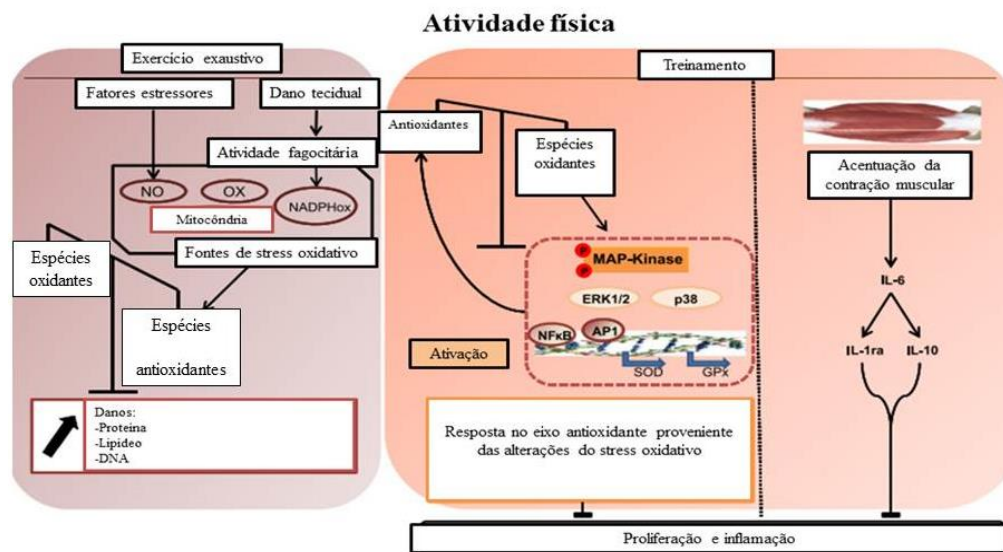 Atividade física
Exercicio exaustivo
Fatores estressores
Dano tecidual
Atividade fagocitária
NO
OX
NADPHox
Mitocôndria
Fontes de stress oxidativo
Espécies
oxidantes
Espécies
antioxidantes
Danos:
-Proteina
-Lipídeo
-DNA
Treinamento
Antioxidantes
Espécies
oxidantes
P
P
MAP-Kinase
ERK1/2
p38
NFκB
AP1
SOD
GPx
Ativação
Resposta no eixo antioxidante proveniente
das alterações do stress oxidativo
Acentuação da
contração muscular
IL-6
IL-1ra
IL-10
Proliferação e inflamação